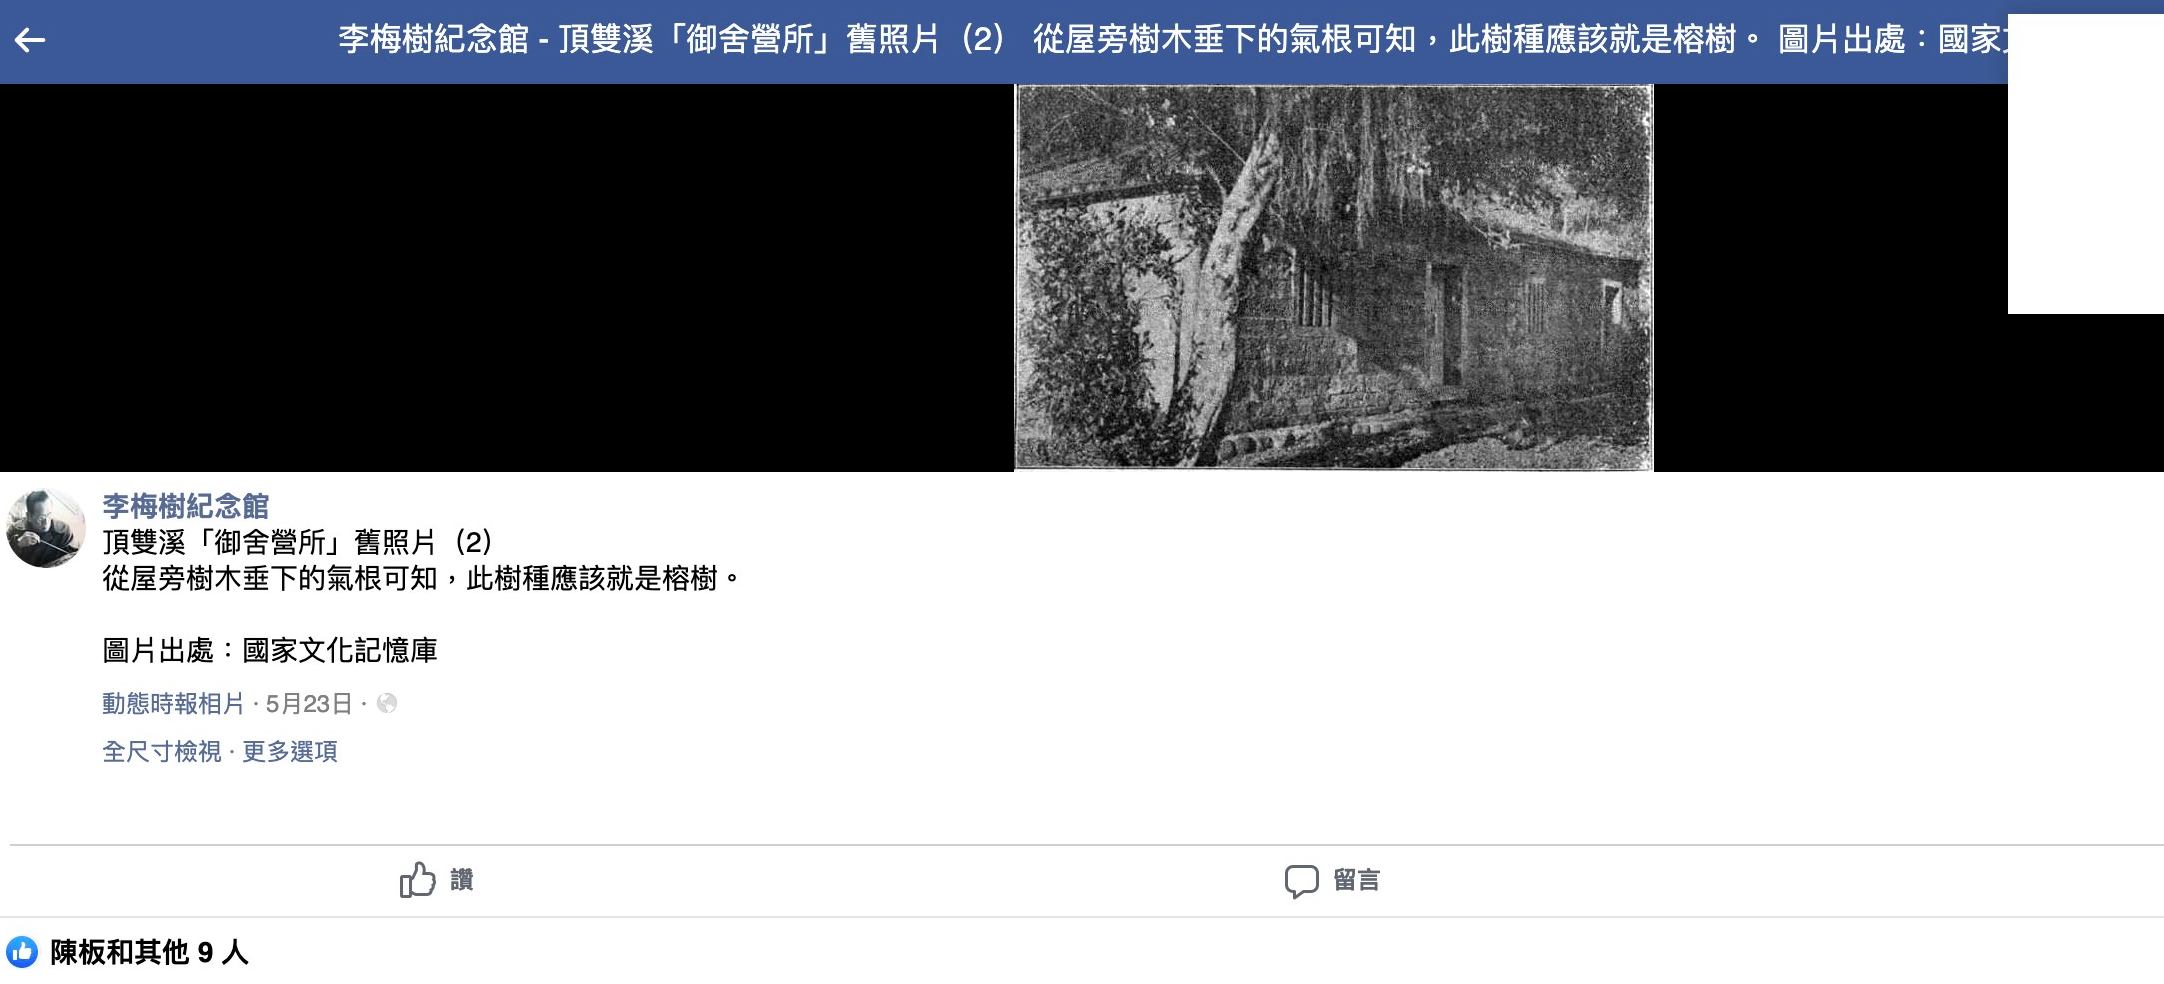 李梅樹紀念館 - 頂雙溪「御舍營所」舊照片（2） 從屋旁樹木垂下的氣根可知，此樹種應該就是榕樹。 圖片出處：國家
李梅樹紀念館
頂雙溪「御舍營所」舊照片（2）
從屋旁樹木垂下的氣根可知，此樹種應該就是榕樹。
圖片出處：國家文化記憶庫
動態時報相片 · 5月23日 ·
全尺寸檢視 · 更多選項
讚
留言
陳板和其他 9 人